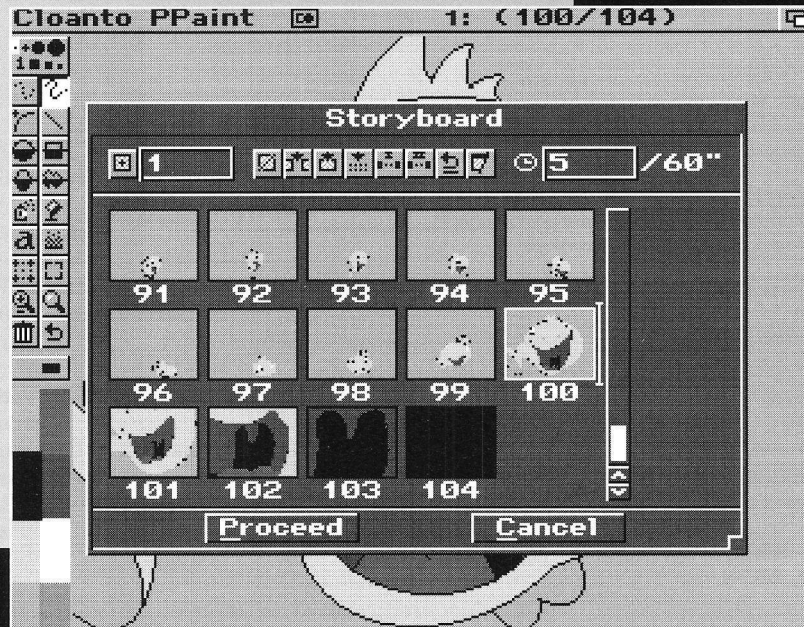 Cloanto PPaint 1: (100/104)
Storyboard
1 5 /60"
a
91 92 93 94 95
96 97 98 99 100
101 102 103 104
Proceed Cancel